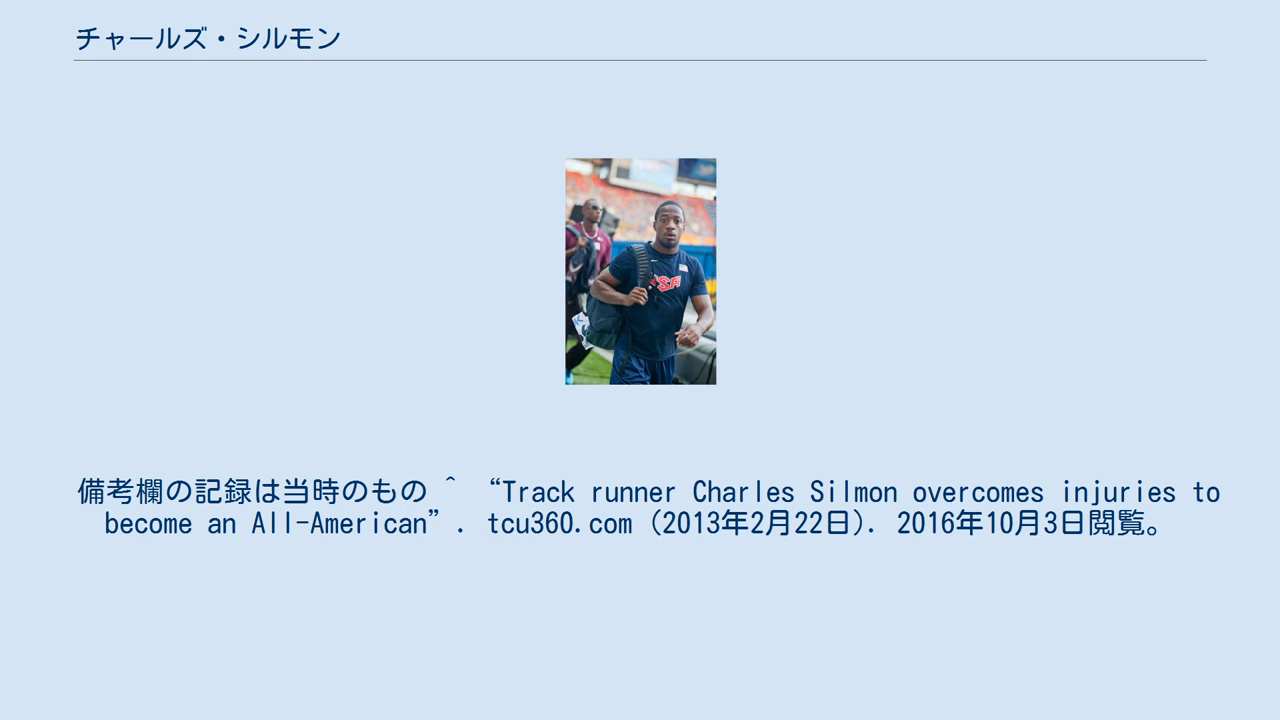 チャールズ・シルモン
USA
備考欄の記録は当時のもの ^ “Track runner Charles Silmon overcomes injuries to
become an All-American”. tcu360.com (2013年2月22日). 2016年10月3日閲覧。